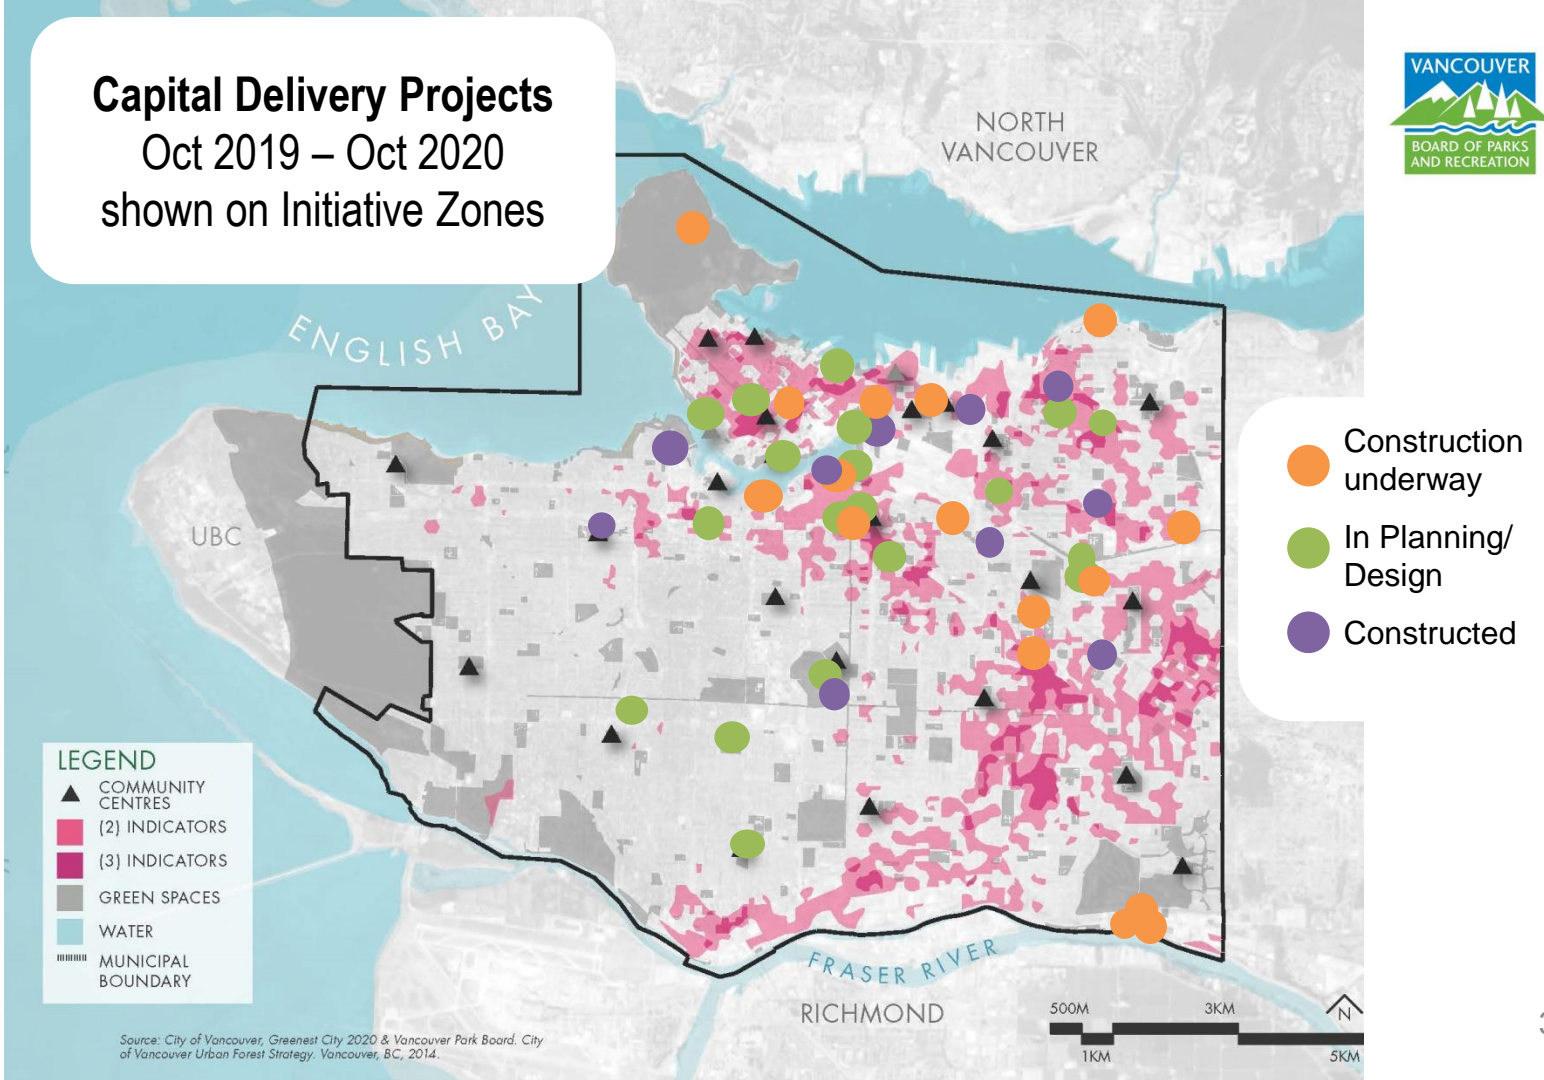 Capital Delivery Projects
Oct 2019 – Oct 2020
shown on Initiative Zones
VANCOUVER
BOARD OF PARKS
AND RECREATION
NORTH
VANCOUVER
ENGLISH BAY
UBC
Construction
underway
In Planning/
Design
Constructed
LEGEND
COMMUNITY
CENTRES
(2) INDICATORS
(3) INDICATORS
GREEN SPACES
WATER
MUNICIPAL
BOUNDARY
FRASER RIVER
RICHMOND
500M
3KM
1KM
5KM
N
Source: City of Vancouver, Greenest City 2020 & Vancouver Park Board. City
of Vancouver Urban Forest Strategy. Vancouver, BC, 2014.